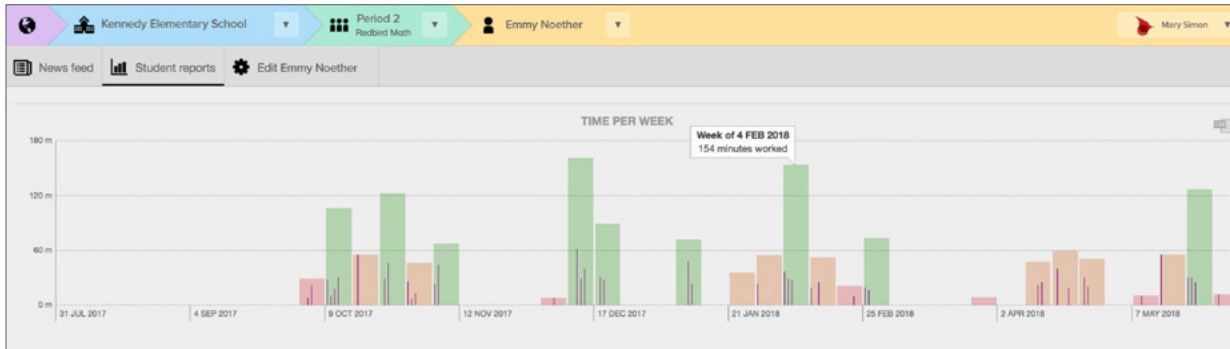 Kennedy Elementary School
Period 2
Redbird Math
Emmy Noether
Mary Simon
News feed
Student reports
Edit Emmy Noether
TIME PER WEEK
Week of 4 FEB 2018
154 minutes worked
180 m
120 m
60 m
0 m
31 JUL 2017
4 SEP 2017
9 OCT 2017
12 NOV 2017
17 DEC 2017
21 JAN 2018
25 FEB 2018
2 APR 2018
7 MAY 2018